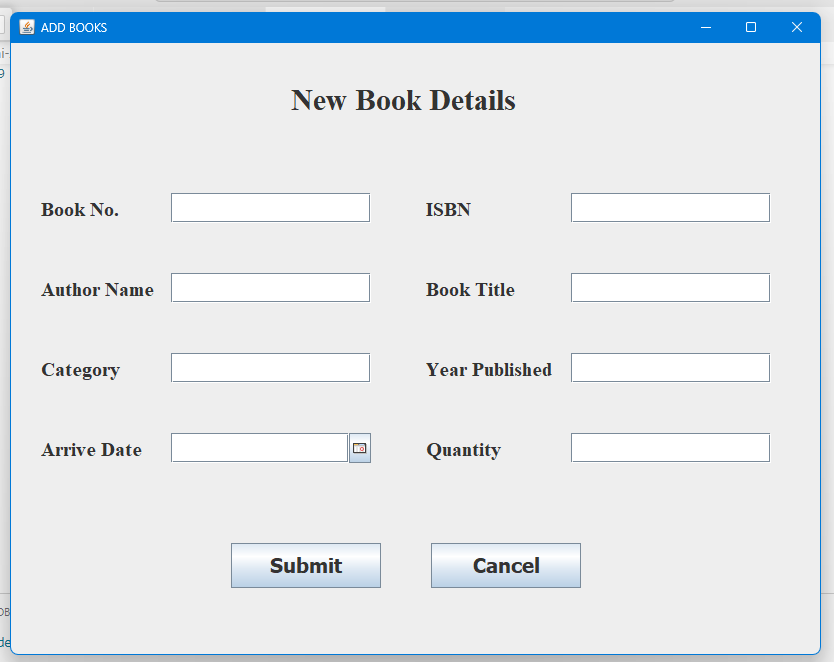 ADD BOOKS
New Book Details
Book No.
ISBN
Author Name
Book Title
Category
Year Published
Arrive Date
Quantity
Submit
Cancel